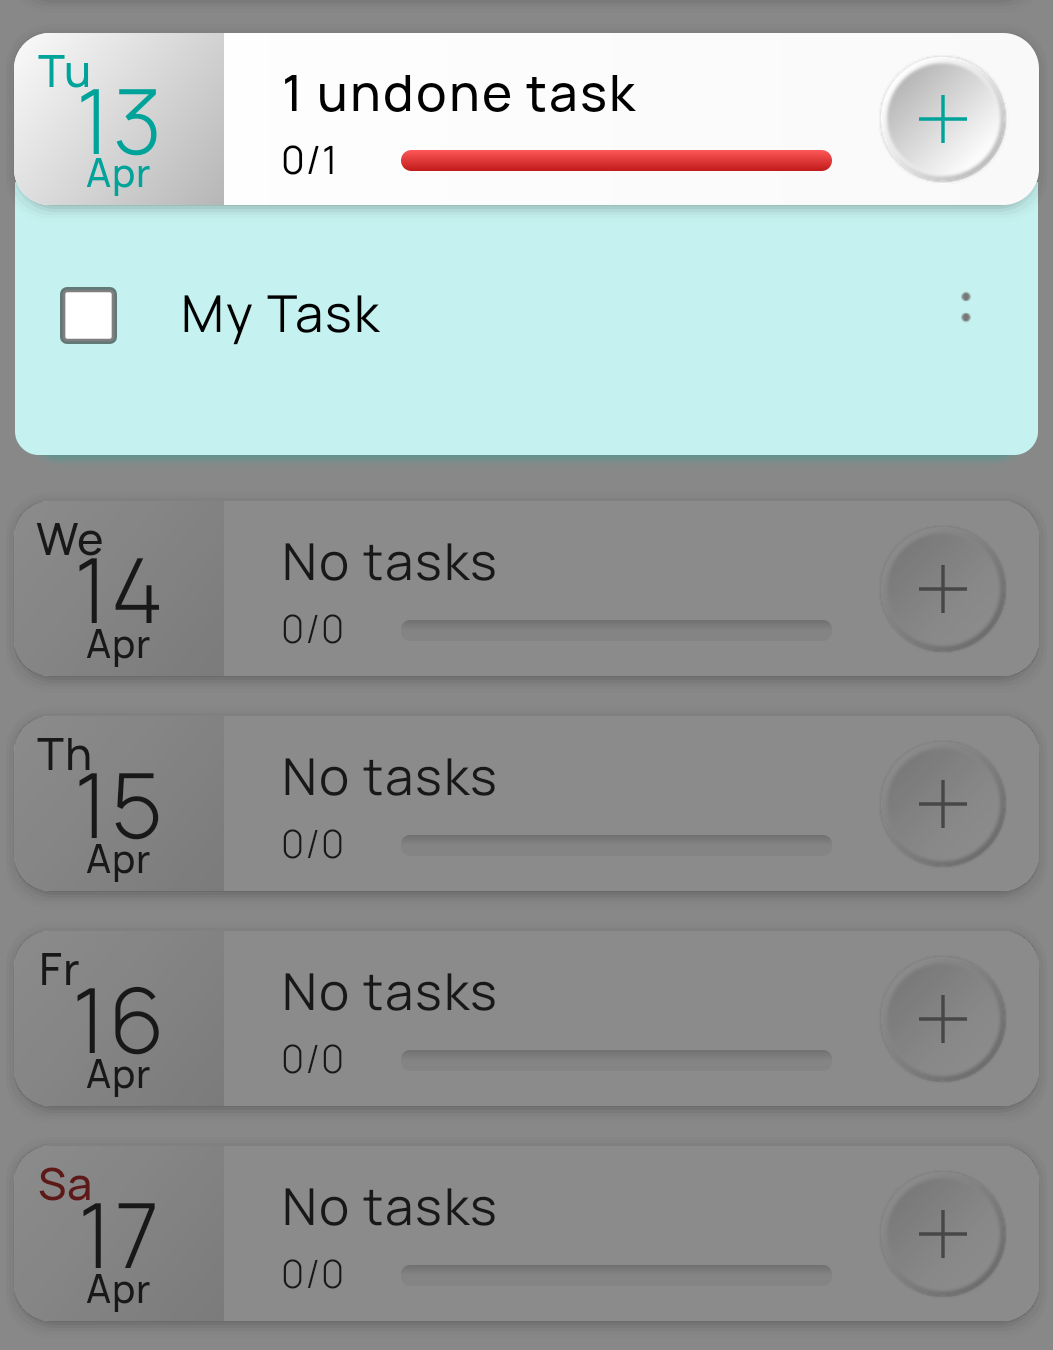 Tu
13
Apr
1 undone task
0/1
My Task
We
14
Apr
No tasks
0/0
Th
15
Apr
No tasks
0/0
Fr
16
Apr
No tasks
0/0
Sa
17
Apr
No tasks
0/0